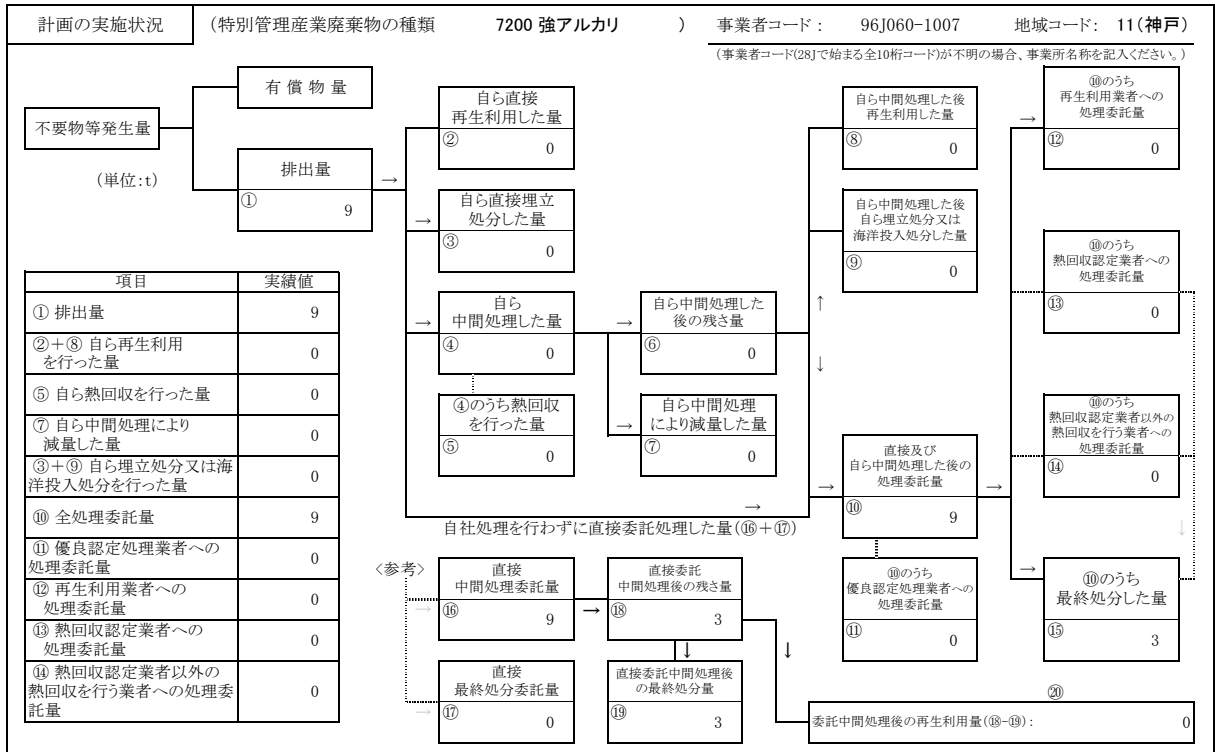 計画の実施状況
(特別管理産業廃棄物の種類 7200 強アルカリ )
事業者コード: 96J060-1007 地域コード: 11(神戸)
(事業者コード(28Jで始まる全10桁コード)が不明の場合、事業所名称を記入ください。)
不要物等発生量
(単位:t)
有償物量
排出量
① 9
→
自ら直接
再生利用した量
② 0
→
自ら直接埋立
処分した量
③ 0
→
自ら
中間処理した量
④ 0
④のうち熱回収
を行った量
⑤ 0
→
自ら中間処理した
後の残さ量
⑥ 0
→
自ら中間処理
により減量した量
⑦ 0
自ら中間処理した後
再生利用した量
⑧ 0
自ら中間処理した後
自ら埋立処分又は
海洋投入処分した量
⑨ 0
↑
↓
→
自社処理を行わずに直接委託処理した量(⑯+⑰)
→
直接及び
自ら中間処理した後の
処理委託量
⑩ 9
⑩のうち
優良認定処理業者への
処理委託量
⑪ 0
→
→
⑩のうち
再生利用業者への
処理委託量
⑫ 0
⑩のうち
熱回収認定業者への
処理委託量
⑬ 0
⑩のうち
熱回収認定業者以外の
熱回収を行う業者への
処理委託量
⑭ 0
↓
→
⑩のうち
最終処分した量
⑮ 3
項目 実績値
① 排出量 9
②+⑧ 自ら再生利用
を行った量 0
⑤ 自ら熱回収を行った量 0
⑦ 自ら中間処理により
減量した量 0
③+⑨ 自ら埋立処分又は海
洋投入処分を行った量 0
⑩ 全処理委託量 9
⑪ 優良認定処理業者への
処理委託量 0
⑫ 再生利用業者への
処理委託量 0
⑬ 熱回収認定業者への
処理委託量 0
⑭ 熱回収認定業者以外の
熱回収を行う業者への処理委
託量 0
〈参考〉
→
直接
中間処理委託量
⑯ 9
→
直接委託
中間処理後の残さ量
⑱ 3
↓
↓
→
直接
最終処分委託量
⑰ 0
直接委託中間処理後
の最終処分量
⑲ 3
⑳
委託中間処理後の再生利用量(⑱-⑲): 0